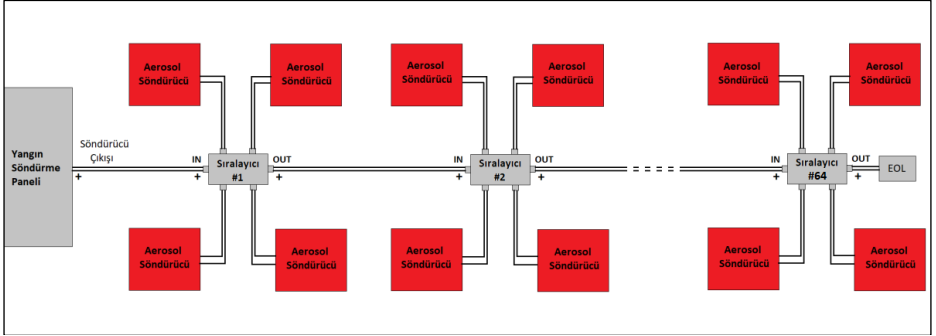 Aerosol
Söndürücü
Aerosol
Söndürücü
Aerosol
Söndürücü
Aerosol
Söndürücü
Aerosol
Söndürücü
Aerosol
Söndürücü
Yangın
Söndürme
Paneli
Söndürücü
Çıkışı
+
IN
+
Sıralayıcı
#1
OUT
+
IN
+
Sıralayıcı
#2
OUT
+
IN
+
Sıralayıcı
#64
OUT
+
EOL
Aerosol
Söndürücü
Aerosol
Söndürücü
Aerosol
Söndürücü
Aerosol
Söndürücü
Aerosol
Söndürücü
Aerosol
Söndürücü